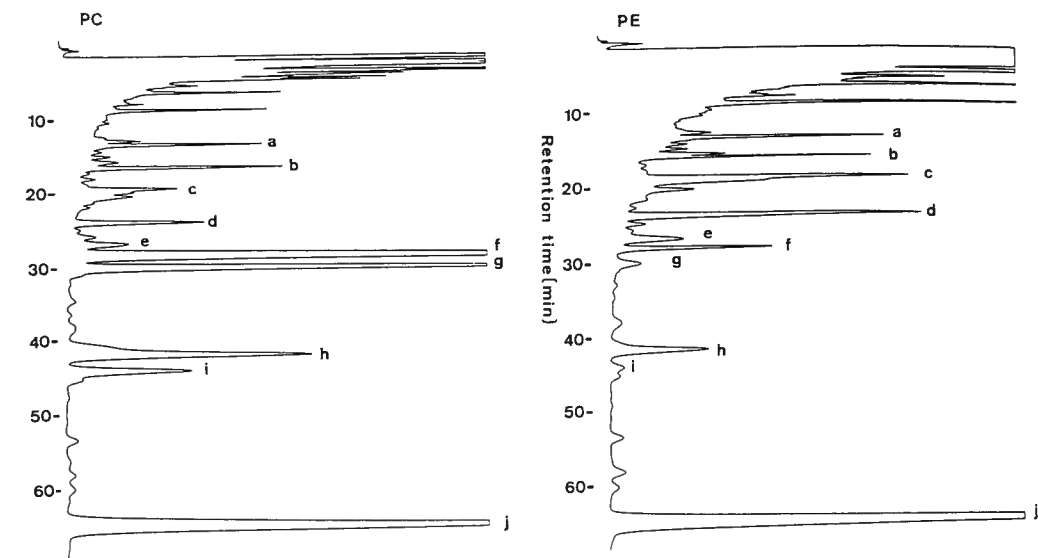 PC
10-
20-
30-
40-
50-
60-
a
b
c
d
e
f
g
h
i
j
Retention time(min)
PE
10-
20-
30-
40-
50-
60-
a
b
c
d
e
f
g
h
i
j